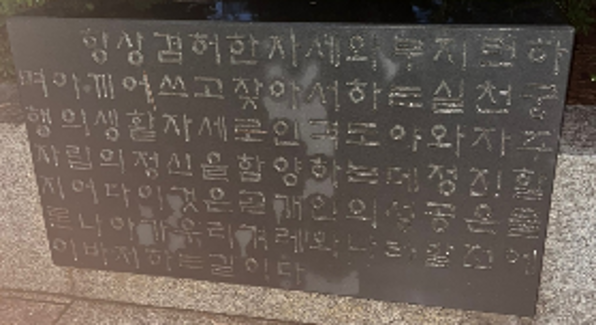 항상겸허한자세와 부지런하
며아끼어쓰고찾아서하는실천궁
행의생활자세로인격도야와자주
자립의정신을함양하는데정진할
지어다이것은곧개인의성공은물
론나아가우리겨레와나라발전에
이바지하는길이다